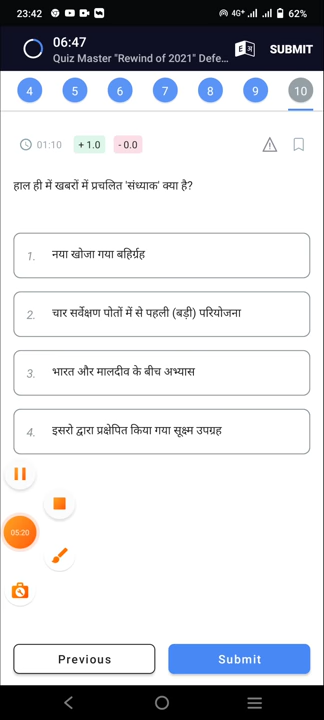 23:42 4G+ 62%
06:47
Quiz Master "Rewind of 2021" Defe... SUBMIT
4 5 6 7 8 9 10
01:10 + 1.0 - 0.0
हाल ही में खबरों में प्रचलित 'संध्याक' क्या है?
1. नया खोजा गया बहिर्ग्रह
2. चार सर्वेक्षण पोतों में से पहली (बड़ी) परियोजना
3. भारत और मालदीव के बीच अभ्यास
4. इसरो द्वारा प्रक्षेपित किया गया सूक्ष्म उपग्रह
05:20
Previous Submit